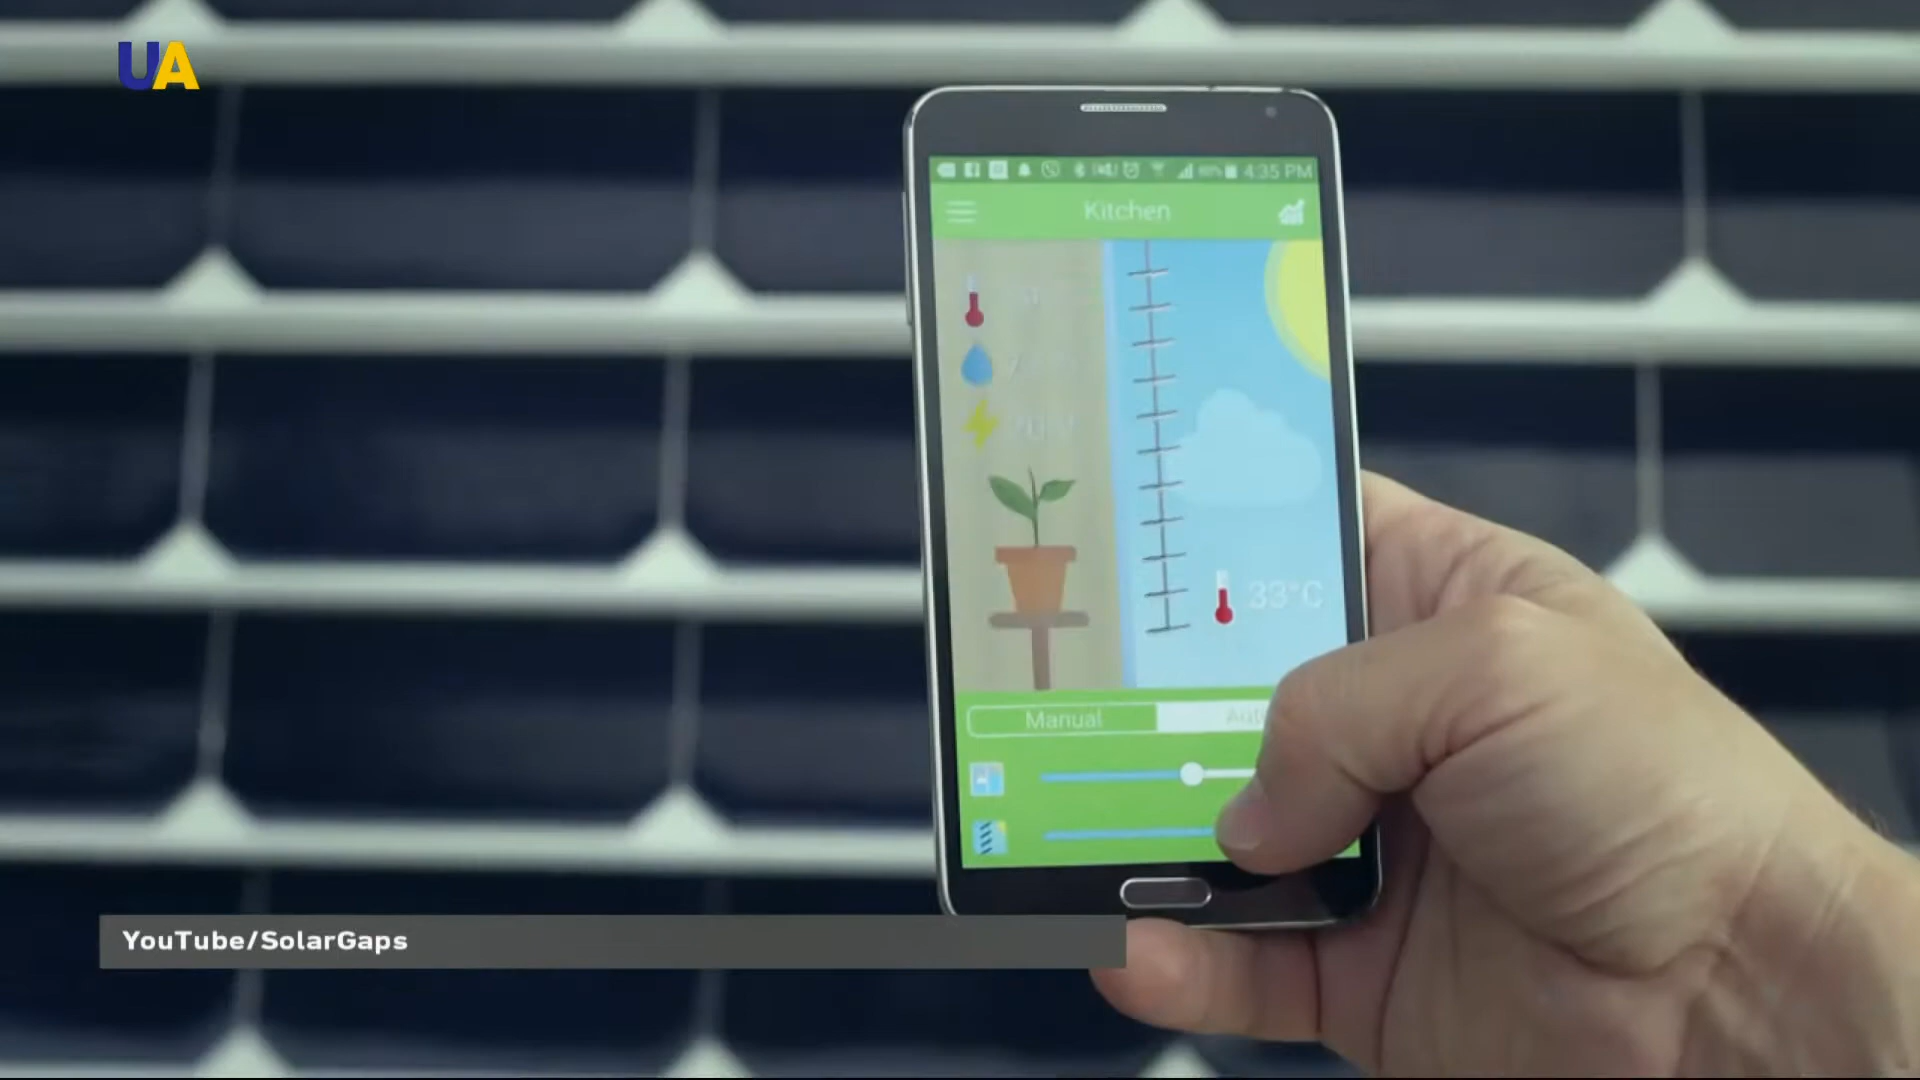 UA
4:35 PM
Kitchen
33°C
Manual
YouTube/SolarGaps